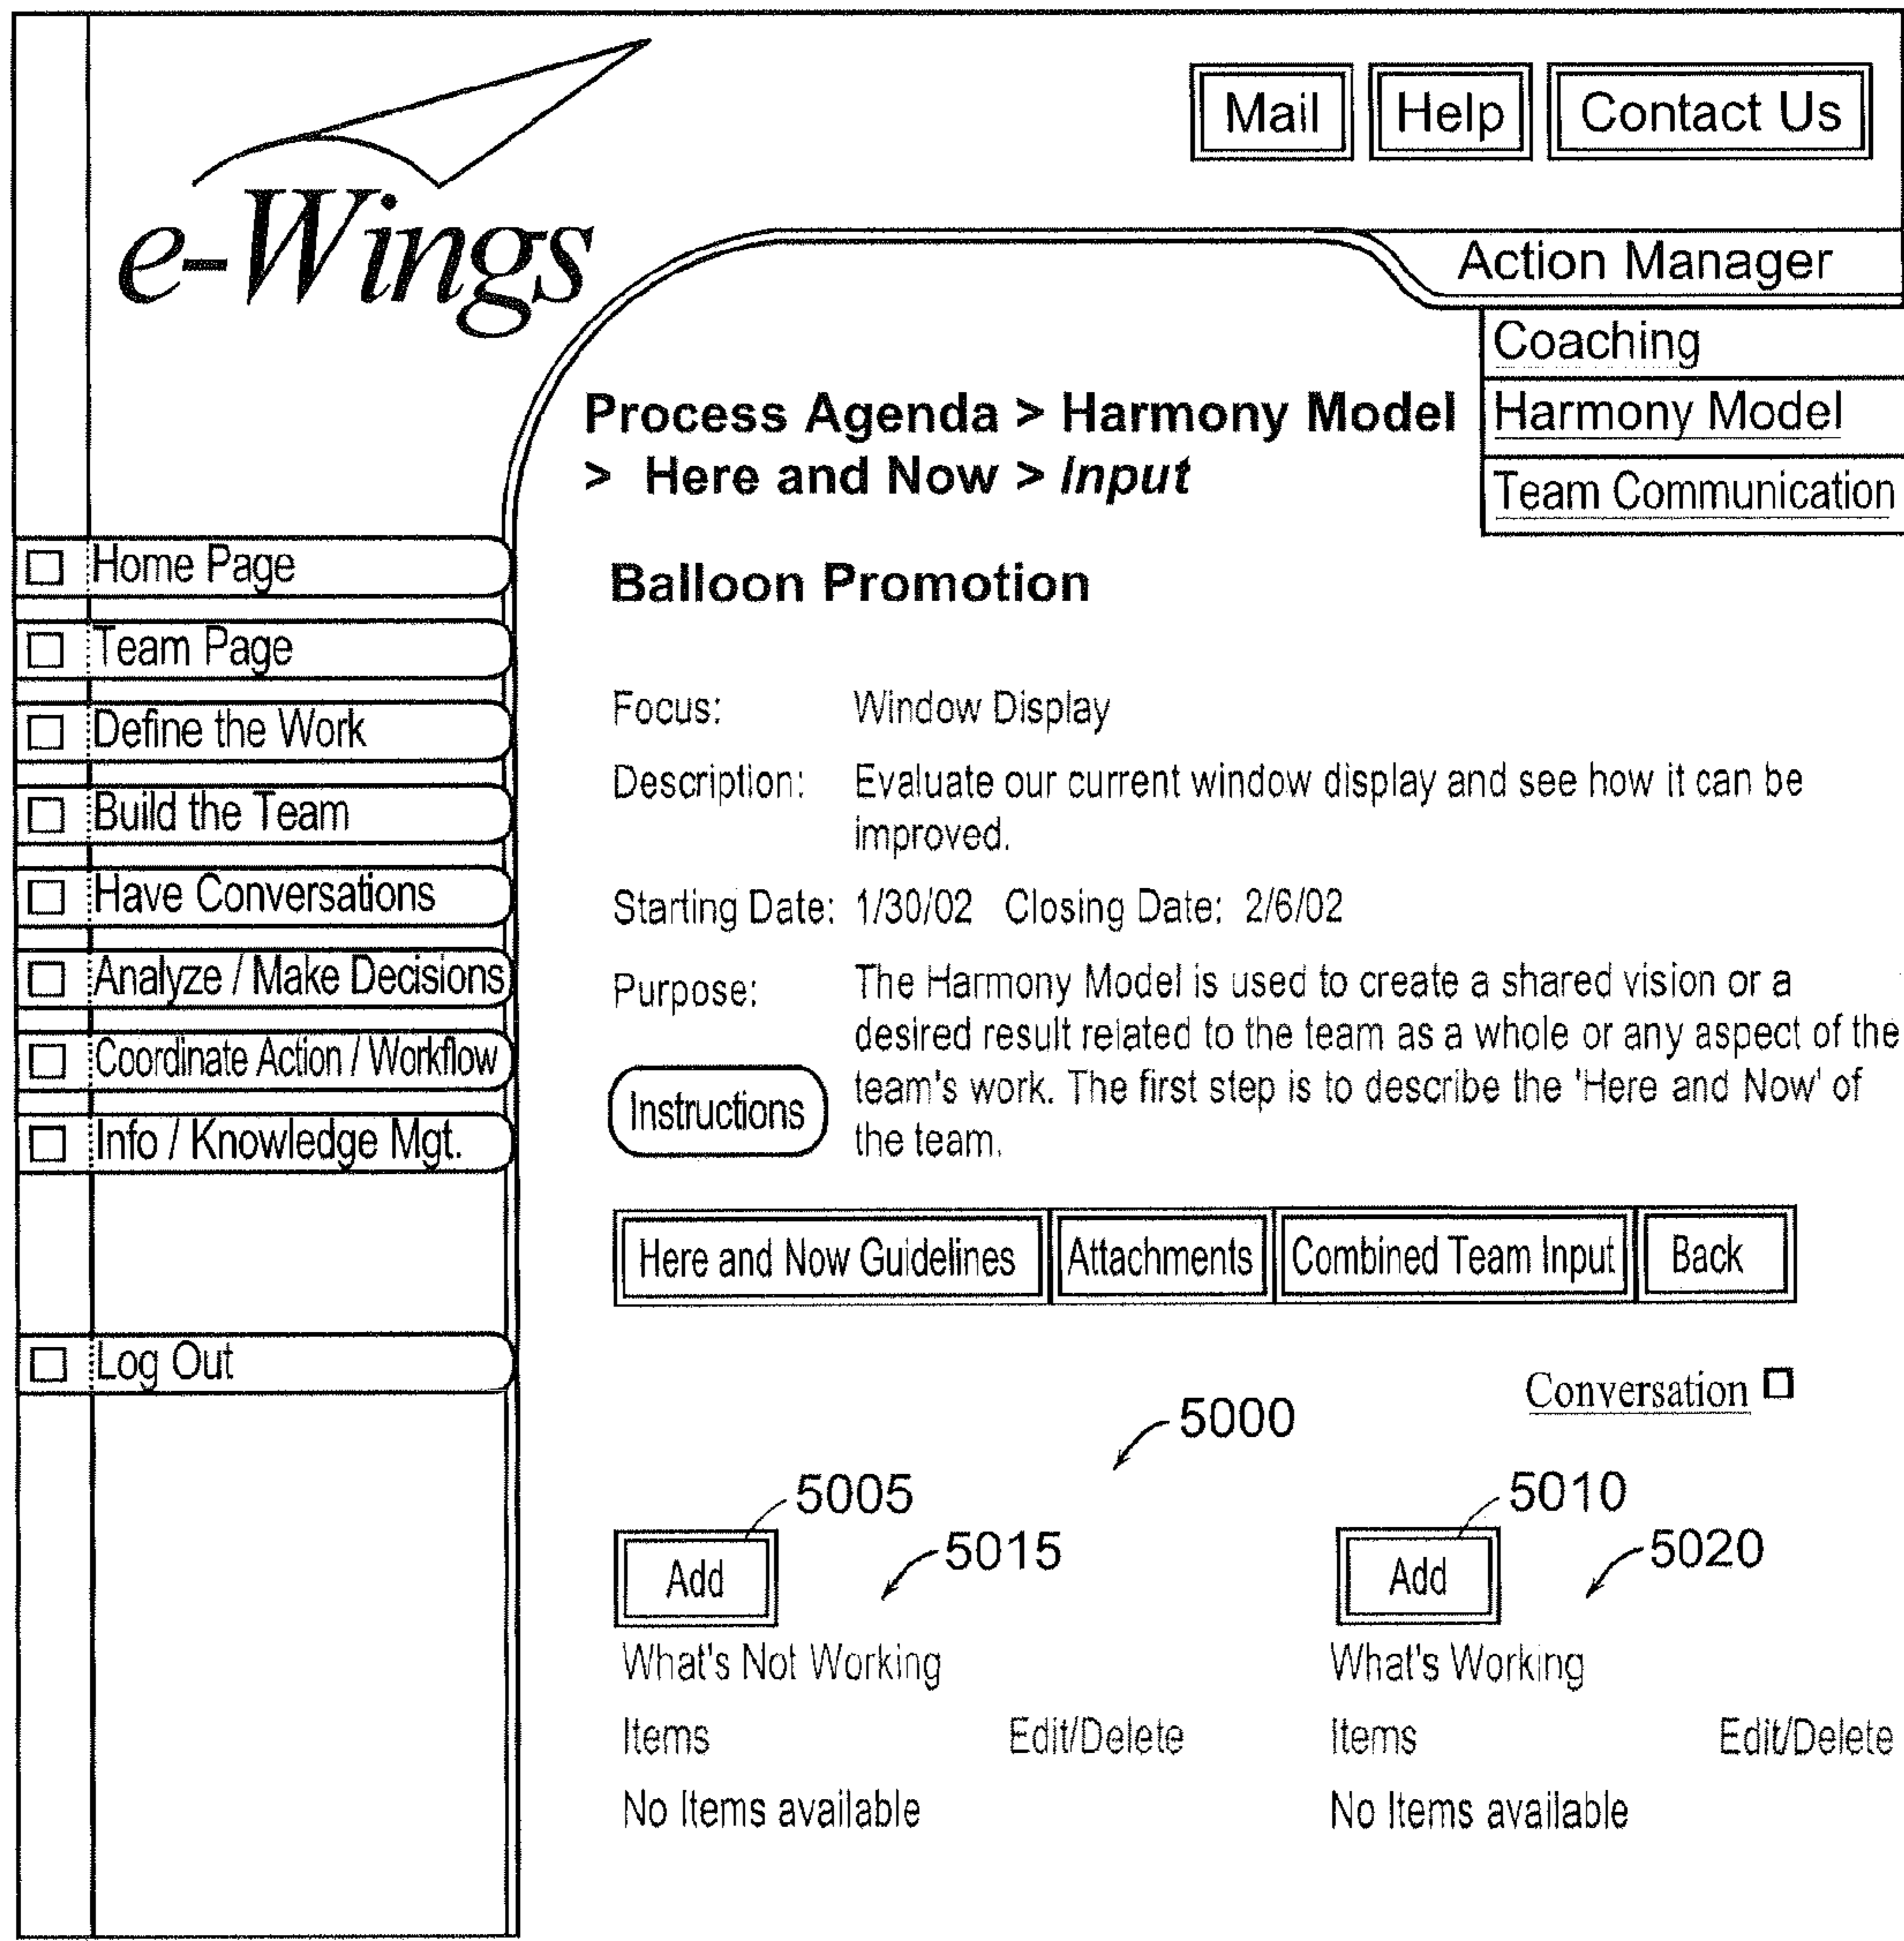 Mail Help Contact Us
e-Wings
Action Manager
Coaching
Harmony Model
Team Communication
Process Agenda > Harmony Model
> Here and Now > Input
Home Page
Team Page
Define the Work
Build the Team
Have Conversations
Analyze / Make Decisions
Coordinate Action / Workflow
Info / Knowledge Mgt.
Log Out
Balloon Promotion
Focus: Window Display
Description: Evaluate our current window display and see how it can be
improved.
Starting Date: 1/30/02 Closing Date: 2/6/02
Purpose: The Harmony Model is used to create a shared vision or a
desired result related to the team as a whole or any aspect of the
team's work. The first step is to describe the 'Here and Now' of
the team.
Instructions
Here and Now Guidelines Attachments Combined Team Input Back
Conversation
5000
5005 5010
5015 5020
Add Add
What's Not Working What's Working
Items Edit/Delete Items Edit/Delete
No Items available No Items available